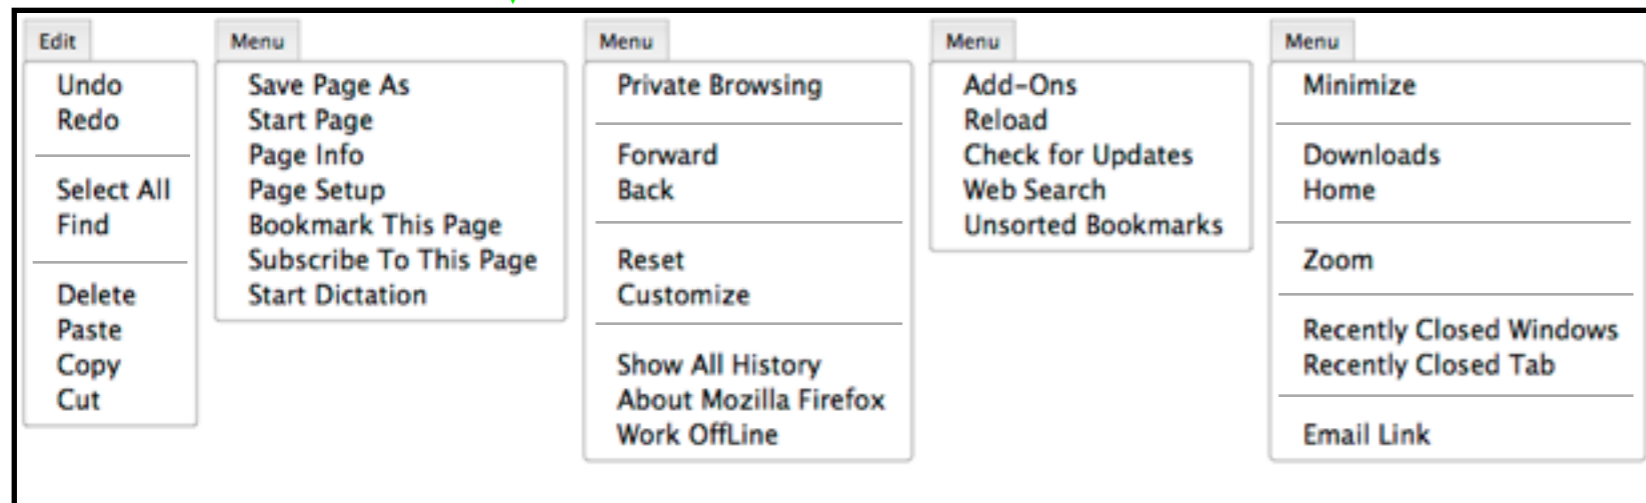 Edit
Undo
Redo
Select All
Find
Delete
Paste
Copy
Cut
Menu
Save Page As
Start Page
Page Info
Page Setup
Bookmark This Page
Subscribe To This Page
Start Dictation
Menu
Private Browsing
Forward
Back
Reset
Customize
Show All History
About Mozilla Firefox
Work OffLine
Menu
Add-Ons
Reload
Check for Updates
Web Search
Unsorted Bookmarks
Menu
Minimize
Downloads
Home
Zoom
Recently Closed Windows
Recently Closed Tab
Email Link